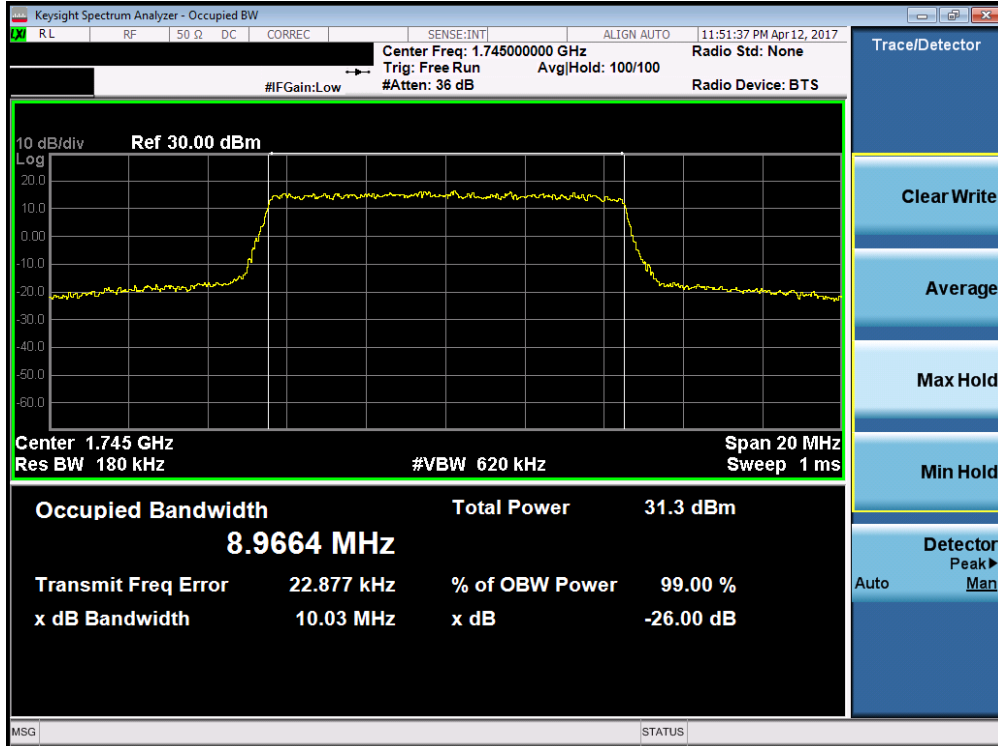 Keysight Spectrum Analyzer - Occupied BW
LXI RL RF 50 Ω DC CORREC SENSE:INT ALIGN AUTO 11:51:37 PM Apr 12, 2017
Center Freq: 1.745000000 GHz Radio Std: None
Trig: Free Run Avg|Hold: 100/100
#IFGain:Low #Atten: 36 dB Radio Device: BTS
Trace/Detector
10 dB/div Ref 30.00 dBm
Log
20.0
10.0
0.00
-10.0
-20.0
-30.0
-40.0
-50.0
-60.0
Center 1.745 GHz Span 20 MHz
Res BW 180 kHz #VBW 620 kHz Sweep 1 ms
Occupied Bandwidth Total Power 31.3 dBm
8.9664 MHz
Transmit Freq Error 22.877 kHz % of OBW Power 99.00 %
x dB Bandwidth 10.03 MHz x dB -26.00 dB
Clear Write
Average
Max Hold
Min Hold
Detector
Peak▶
Auto Man
MSG STATUS